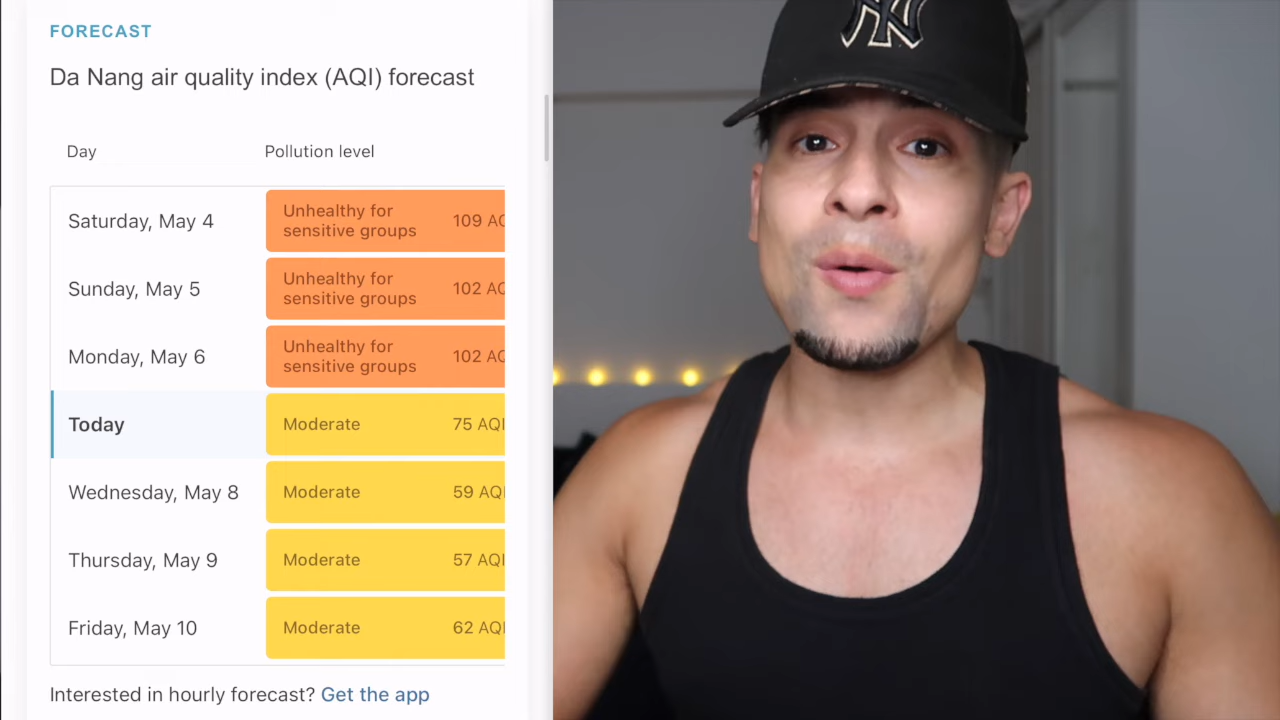 FORECAST
Da Nang air quality index (AQI) forecast
Day Pollution level
Saturday, May 4 Unhealthy for sensitive groups 109
Sunday, May 5 Unhealthy for sensitive groups 102
Monday, May 6 Unhealthy for sensitive groups 102
Today Moderate 75 AQI
Wednesday, May 8 Moderate 59 AQI
Thursday, May 9 Moderate 57 AQI
Friday, May 10 Moderate 62 AQI
Interested in hourly forecast? Get the app
NY